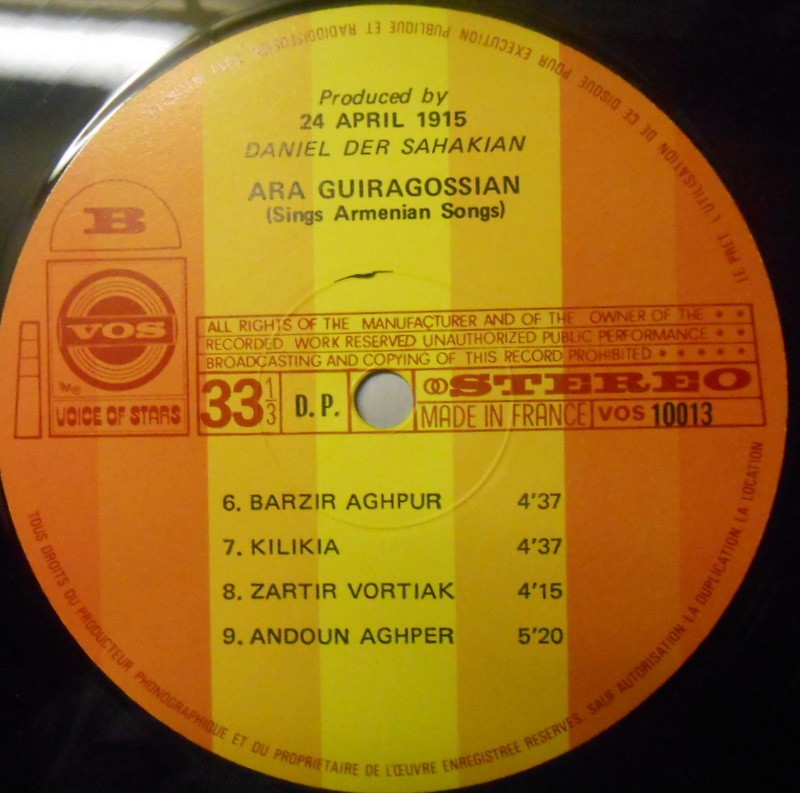 Produced by
24 APRIL 1915
DANIEL DER SAHAKIAN
ARA GUIRAGOSSIAN
(Sings Armenian Songs)
B
VOS
TM ®
VOICE OF STARS
ALL RIGHTS OF THE MANUFACTURER AND OF THE OWNER OF THE * *
RECORDED WORK RESERVED UNAUTHORIZED PUBLIC PERFORMANCE * *
BROADCASTING AND COPYING OF THIS RECORD PROHIBITED * * * * *
33 1/3
D.P.
STEREO
MADE IN FRANCE
VOS 10013
6. BARZIR AGHPUR 4'37
7. KILIKIA 4'37
8. ZARTIR VORTIAK 4'15
9. ANDOUN AGHPER 5'20
TOUS DROITS DU PRODUCTEUR PHONOGRAPHIQUE ET DU PROPRIETAIRE DE L'ŒUVRE ENREGISTREE RESERVES, SAUF AUTORISATION LA DUPLICATION LA LOCATION
LE PRET L'UTILISATION DE CE DISQUE POUR EXECUTION PUBLIQUE ET RADIODIFFUSION